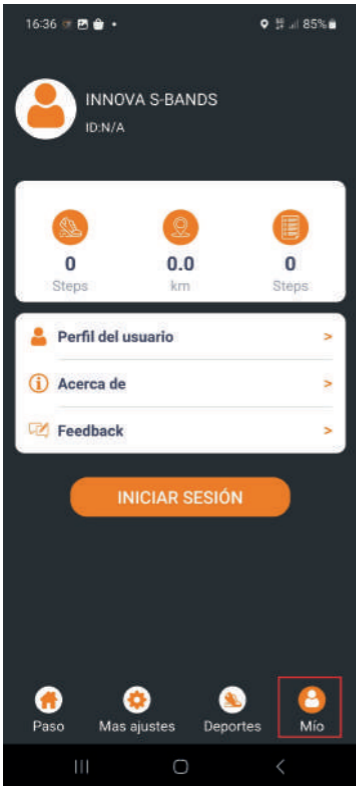 16:36 85%
INNOVA S-BANDS
ID:N/A
0 0.0 0
Steps km Steps
Perfil del usuario >
Acerca de >
Feedback >
INICIAR SESIÓN
Paso Mas ajustes Deportes Mío